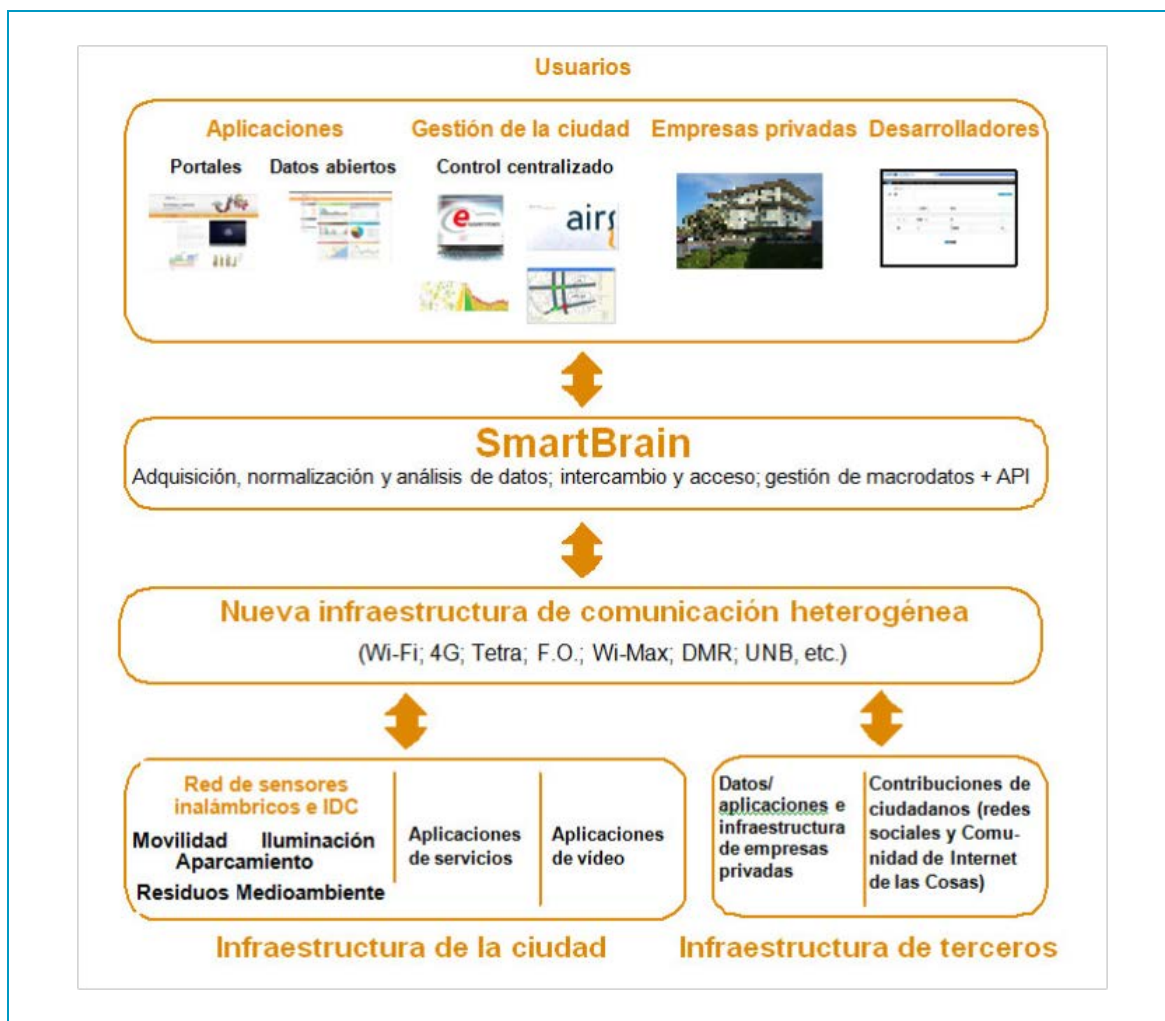 Usuarios
Aplicaciones
Gestión de la ciudad
Empresas privadas
Desarrolladores
Portales
Datos abiertos
Control centralizado
e
airs
SmartBrain
Adquisición, normalización y análisis de datos; intercambio y acceso; gestión de macrodatos + API
Nueva infraestructura de comunicación heterogénea
(Wi-Fi; 4G; Tetra; F.O.; Wi-Max; DMR; UNB, etc.)
Red de sensores
inalámbricos e IDC
Movilidad Iluminación
Aparcamiento
Residuos Medioambiente
Aplicaciones
de servicios
Aplicaciones
de vídeo
Datos/
aplicaciones e
infraestructura
de empresas
privadas
Contribuciones de
ciudadanos (redes
sociales y Comu-
nidad de Internet
de las Cosas)
Infraestructura de la ciudad
Infraestructura de terceros